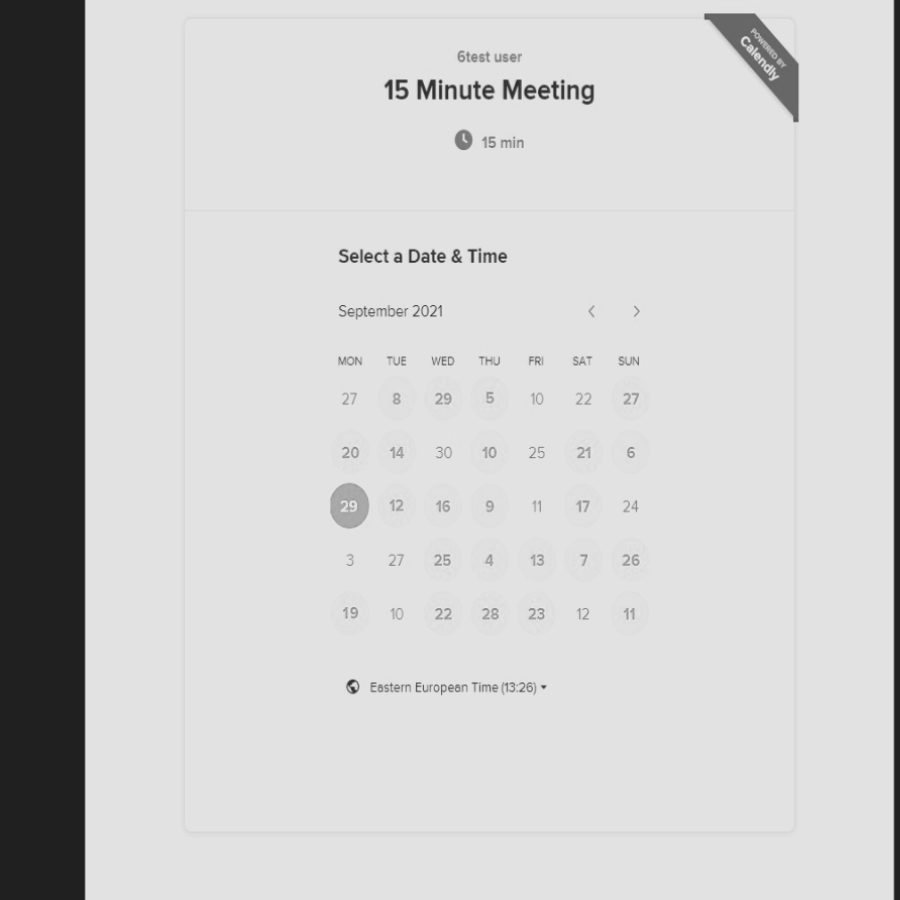 POWERED BY
Calendly
6test user
15 Minute Meeting
15 min
Select a Date & Time
September 2021
MON TUE WED THU FRI SAT SUN
27 8 29 5 10 22 27
20 14 30 10 25 21 6
29 12 16 9 11 17 24
3 27 25 4 13 7 26
19 10 22 28 23 12 11
Eastern European Time (13:26)